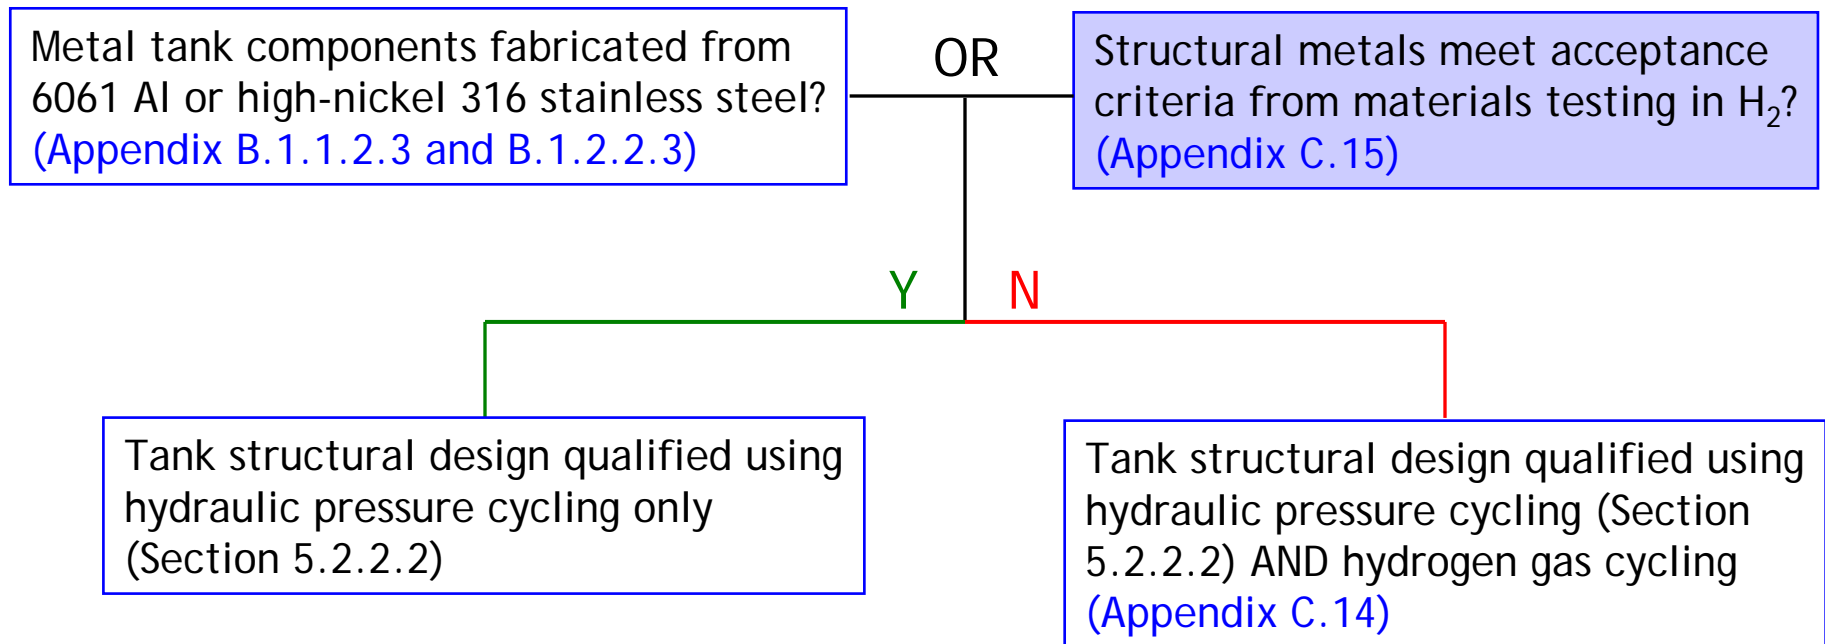 Metal tank components fabricated from
6061 Al or high-nickel 316 stainless steel?
(Appendix B.1.1.2.3 and B.1.2.2.3)
OR
Structural metals meet acceptance
criteria from materials testing in H₂?
(Appendix C.15)
Y
N
Tank structural design qualified using
hydraulic pressure cycling only
(Section 5.2.2.2)
Tank structural design qualified using
hydraulic pressure cycling (Section
5.2.2.2) AND hydrogen gas cycling
(Appendix C.14)